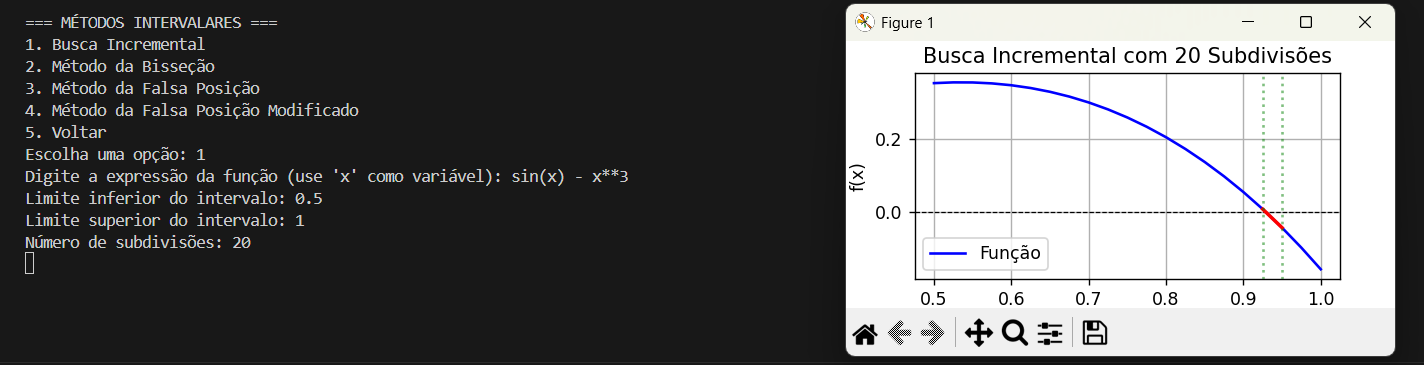 === MÉTODOS INTERVALARES ===
1. Busca Incremental
2. Método da Bisseção
3. Método da Falsa Posição
4. Método da Falsa Posição Modificado
5. Voltar
Escolha uma opção: 1
Digite a expressão da função (use 'x' como variável): sin(x) - x**3
Limite inferior do intervalo: 0.5
Limite superior do intervalo: 1
Número de subdivisões: 20
Figure 1
Busca Incremental com 20 Subdivisões
f(x)
0.2
0.0
Função
0.5 0.6 0.7 0.8 0.9 1.0